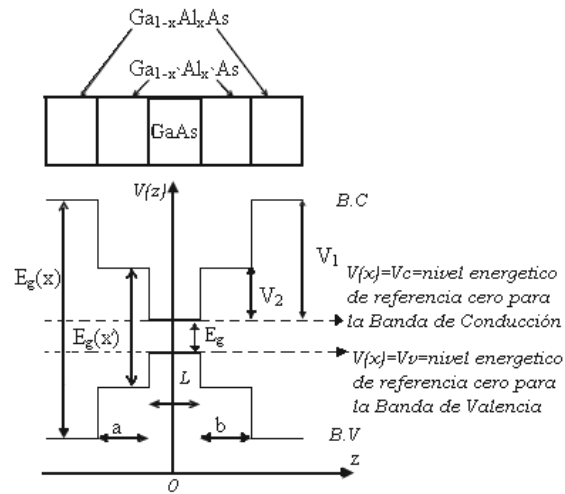 Ga1-xAlxAs
Ga1-x`Alx`As
GaAs
V(z)
B.C
Eg(x)
V1
V(x)=Vc=nivel energetico
de referencia cero para
la Banda de Conducción
V2
Eg(x')
Eg
V(x)=Vv=nivel energetico
de referencia cero para
la Banda de Valencia
L
a
b
B.V
z
0